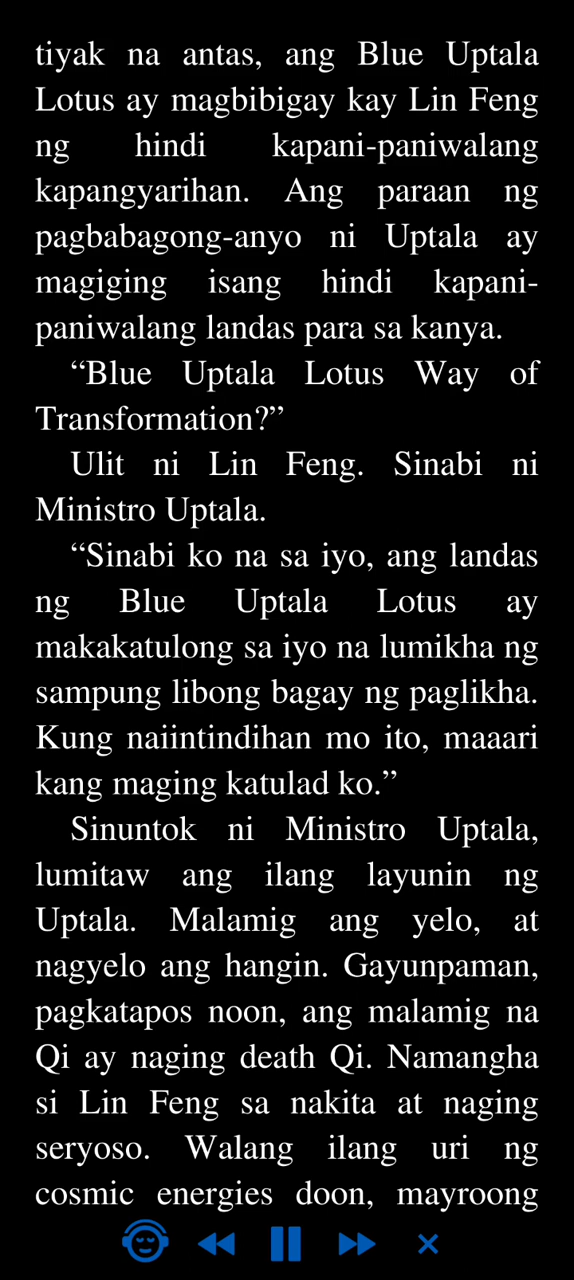 tiyak na antas, ang Blue Uptala
Lotus ay magbibigay kay Lin Feng
ng hindi kapani-paniwalang
kapangyarihan. Ang paraan ng
pagbabagong-anyo ni Uptala ay
magiging isang hindi kapani-
paniwalang landas para sa kanya.
“Blue Uptala Lotus Way of
Transformation?”
Ulit ni Lin Feng. Sinabi ni
Ministro Uptala.
“Sinabi ko na sa iyo, ang landas
ng Blue Uptala Lotus ay
makakatulong sa iyo na lumikha ng
sampung libong bagay ng paglikha.
Kung naiintindihan mo ito, maaari
kang maging katulad ko.”
Sinuntok ni Ministro Uptala,
lumitaw ang ilang layunin ng
Uptala. Malamig ang yelo, at
nagyelo ang hangin. Gayunpaman,
pagkatapos noon, ang malamig na
Qi ay naging death Qi. Namangha
si Lin Feng sa nakita at naging
seryoso. Walang ilang uri ng
cosmic energies doon, mayroong